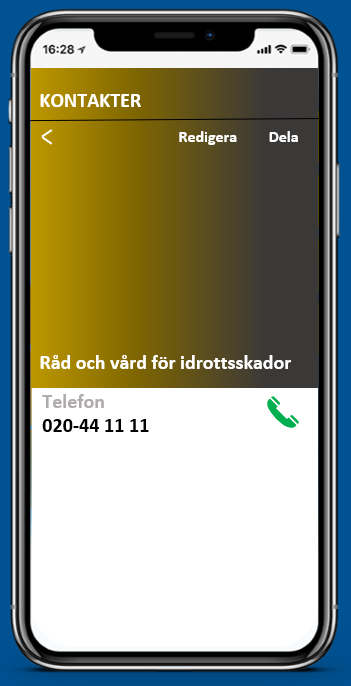 16:28
KONTAKTER
Redigera Dela
Råd och vård för idrottsskador
Telefon
020-44 11 11